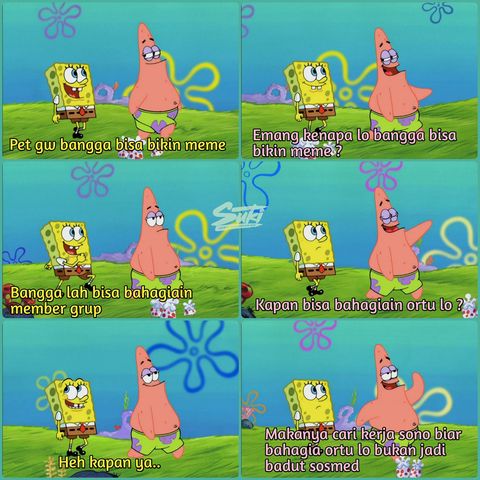 Pet gw bangga bisa bikin meme
Emang kenapa lo bangga bisa
bikin meme ?
Bangga lah bisa bahagiain
member grup
Suki
Kapan bisa bahagiain ortu lo ?
Heh kapan ya..
Makanya cari kerja sono biar
bahagia ortu lo bukan jadi
badut sosmed